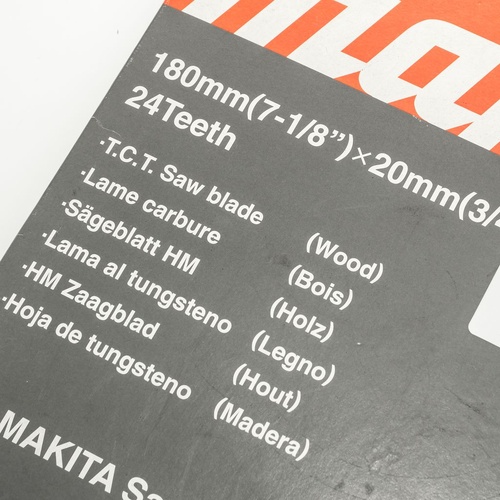 180mm(7-1/8")×20mm(3/4
24Teeth
·T.C.T. Saw blade (Wood)
·Lame carbure (Bois)
·Sägeblatt HM (Holz)
·Lama al tungsteno (Legno)
·HM Zaagblad (Hout)
·Hoja de tungsteno (Madera)
MAKITA